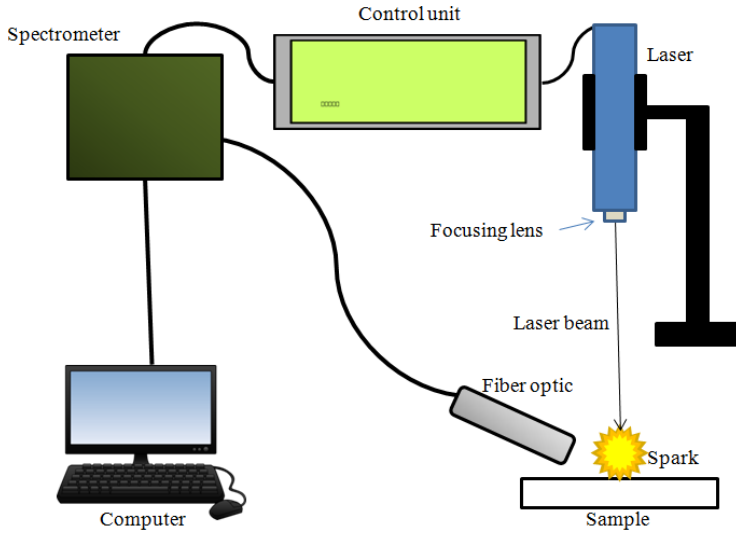 Control unit
Spectrometer
Laser
Focusing lens
Laser beam
Fiber optic
Spark
Computer
Sample